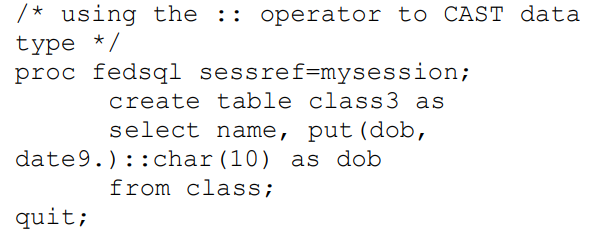 /* using the :: operator to CAST data
type */
proc fedsql sessref=mysession;
create table class3 as
select name, put(dob,
date9.)::char(10) as dob
from class;
quit;